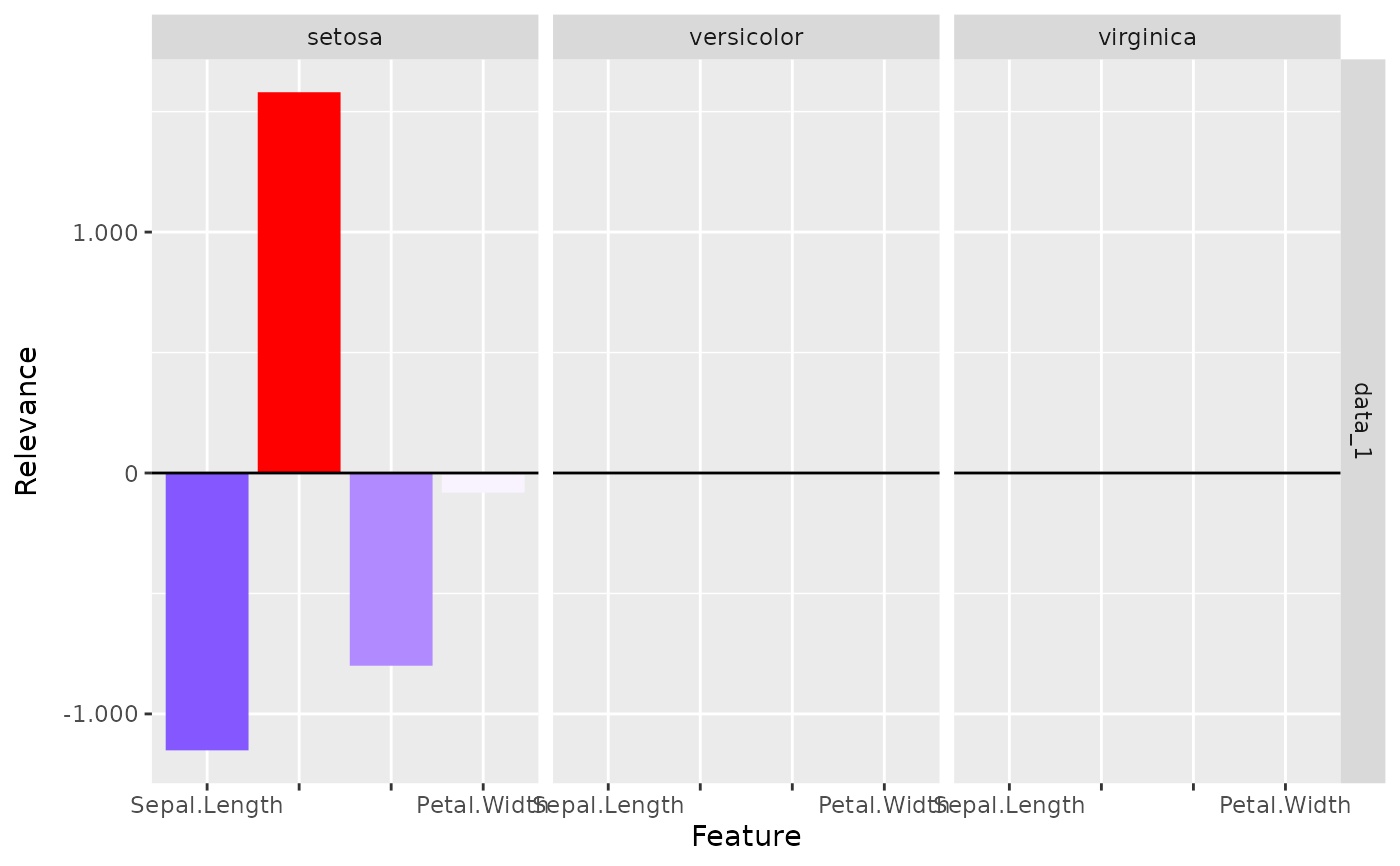 setosa versicolor virginica
Relevance
1.000
0
-1.000
data_1
Sepal.Length Petal.Width Sepal.Length Petal.Width Sepal.Length Petal.Width
Feature